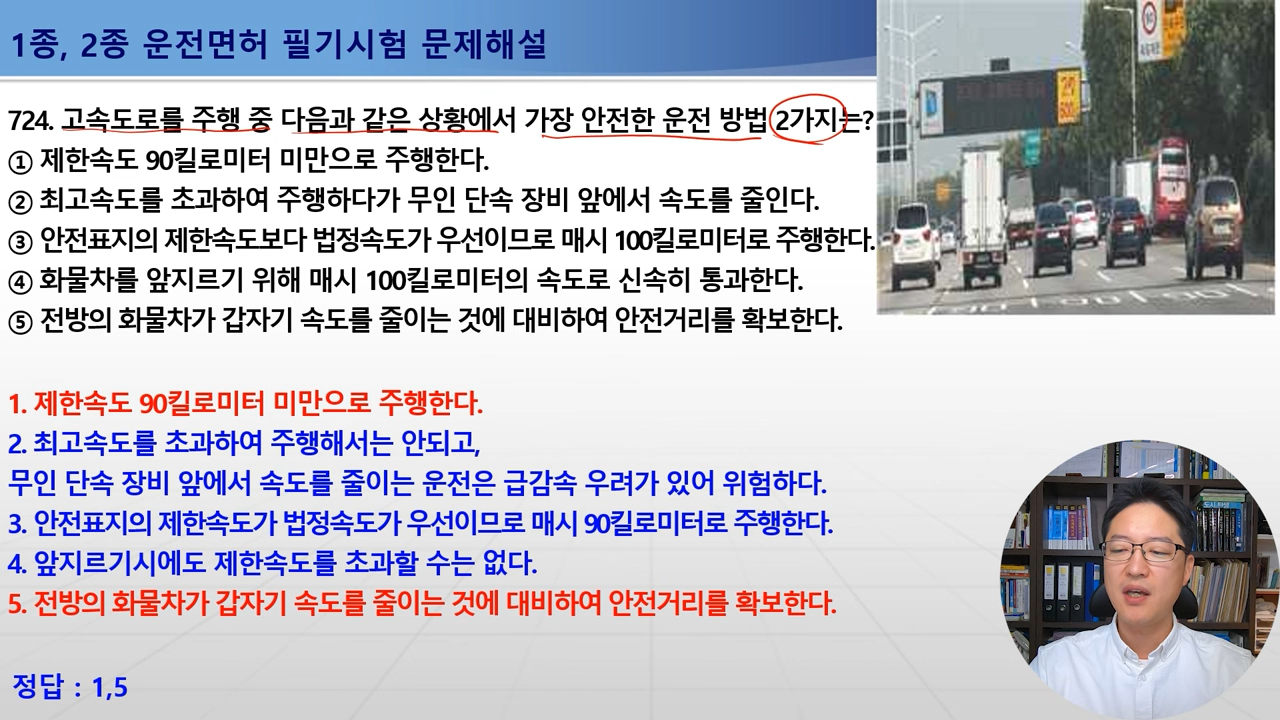 1종, 2종 운전면허 필기시험 문제해설
724. 고속도로를 주행 중 다음과 같은 상황에서 가장 안전한 운전 방법 2가지는?
① 제한속도 90킬로미터 미만으로 주행한다.
② 최고속도를 초과하여 주행하다가 무인 단속 장비 앞에서 속도를 줄인다.
③ 안전표지의 제한속도보다 법정속도가 우선이므로 매시 100킬로미터로 주행한다.
④ 화물차를 앞지르기 위해 매시 100킬로미터의 속도로 신속히 통과한다.
⑤ 전방의 화물차가 갑자기 속도를 줄이는 것에 대비하여 안전거리를 확보한다.
1. 제한속도 90킬로미터 미만으로 주행한다.
2. 최고속도를 초과하여 주행해서는 안되고,
무인 단속 장비 앞에서 속도를 줄이는 운전은 급감속 우려가 있어 위험하다.
3. 안전표지의 제한속도가 법정속도가 우선이므로 매시 90킬로미터로 주행한다.
4. 앞지르기시에도 제한속도를 초과할 수는 없다.
5. 전방의 화물차가 갑자기 속도를 줄이는 것에 대비하여 안전거리를 확보한다.
정답 : 1,5
90
90
90